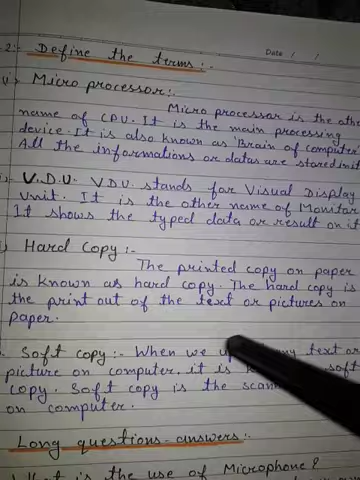 2:- Define the terms:-
Date / /
Micro processor:-
Micro processor is the othe
name of CPU. It is the main processing
device. It is also known as 'Brain of computer'
All the informations or datas are stored in it
V.D.U. VDU stands for Visual Display
Unit. It is the other name of Monitor
It shows the typed data or result on it
Hard Copy:-
The printed copy on paper
is known as hard copy. The hard copy is
the print out of the text or pictures on
paper.
Soft copy:- When we text or
picture on computer, it is soft
copy. Soft copy is the
on computer.
Long questions-answers:-
is the use of Microphone?